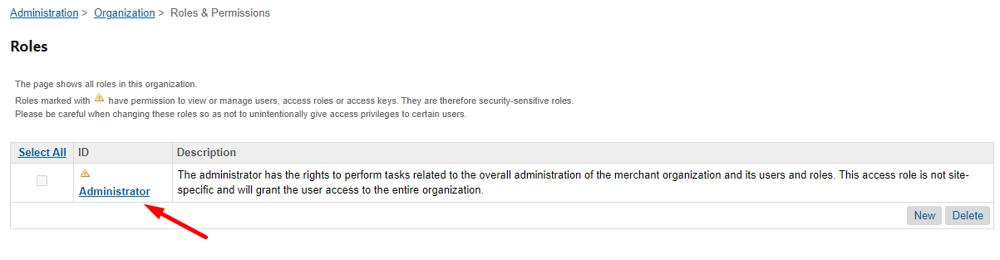 Administration > Organization > Roles & Permissions
Roles
The page shows all roles in this organization.
Roles marked with have permission to view or manage users, access roles or access keys. They are therefore security-sensitive roles.
Please be careful when changing these roles so as not to unintentionally give access privileges to certain users.
Select All ID Description
Administrator
The administrator has the rights to perform tasks related to the overall administration of the merchant organization and its users and roles. This access role is not site-
specific and will grant the user access to the entire organization.
New Delete